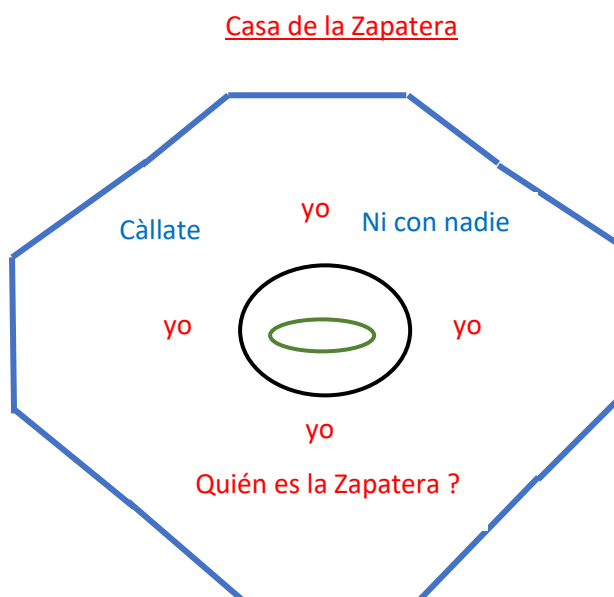 Casa de la Zapatera
yo
Càllate
Ni con nadie
yo
yo
yo
Quién es la Zapatera ?